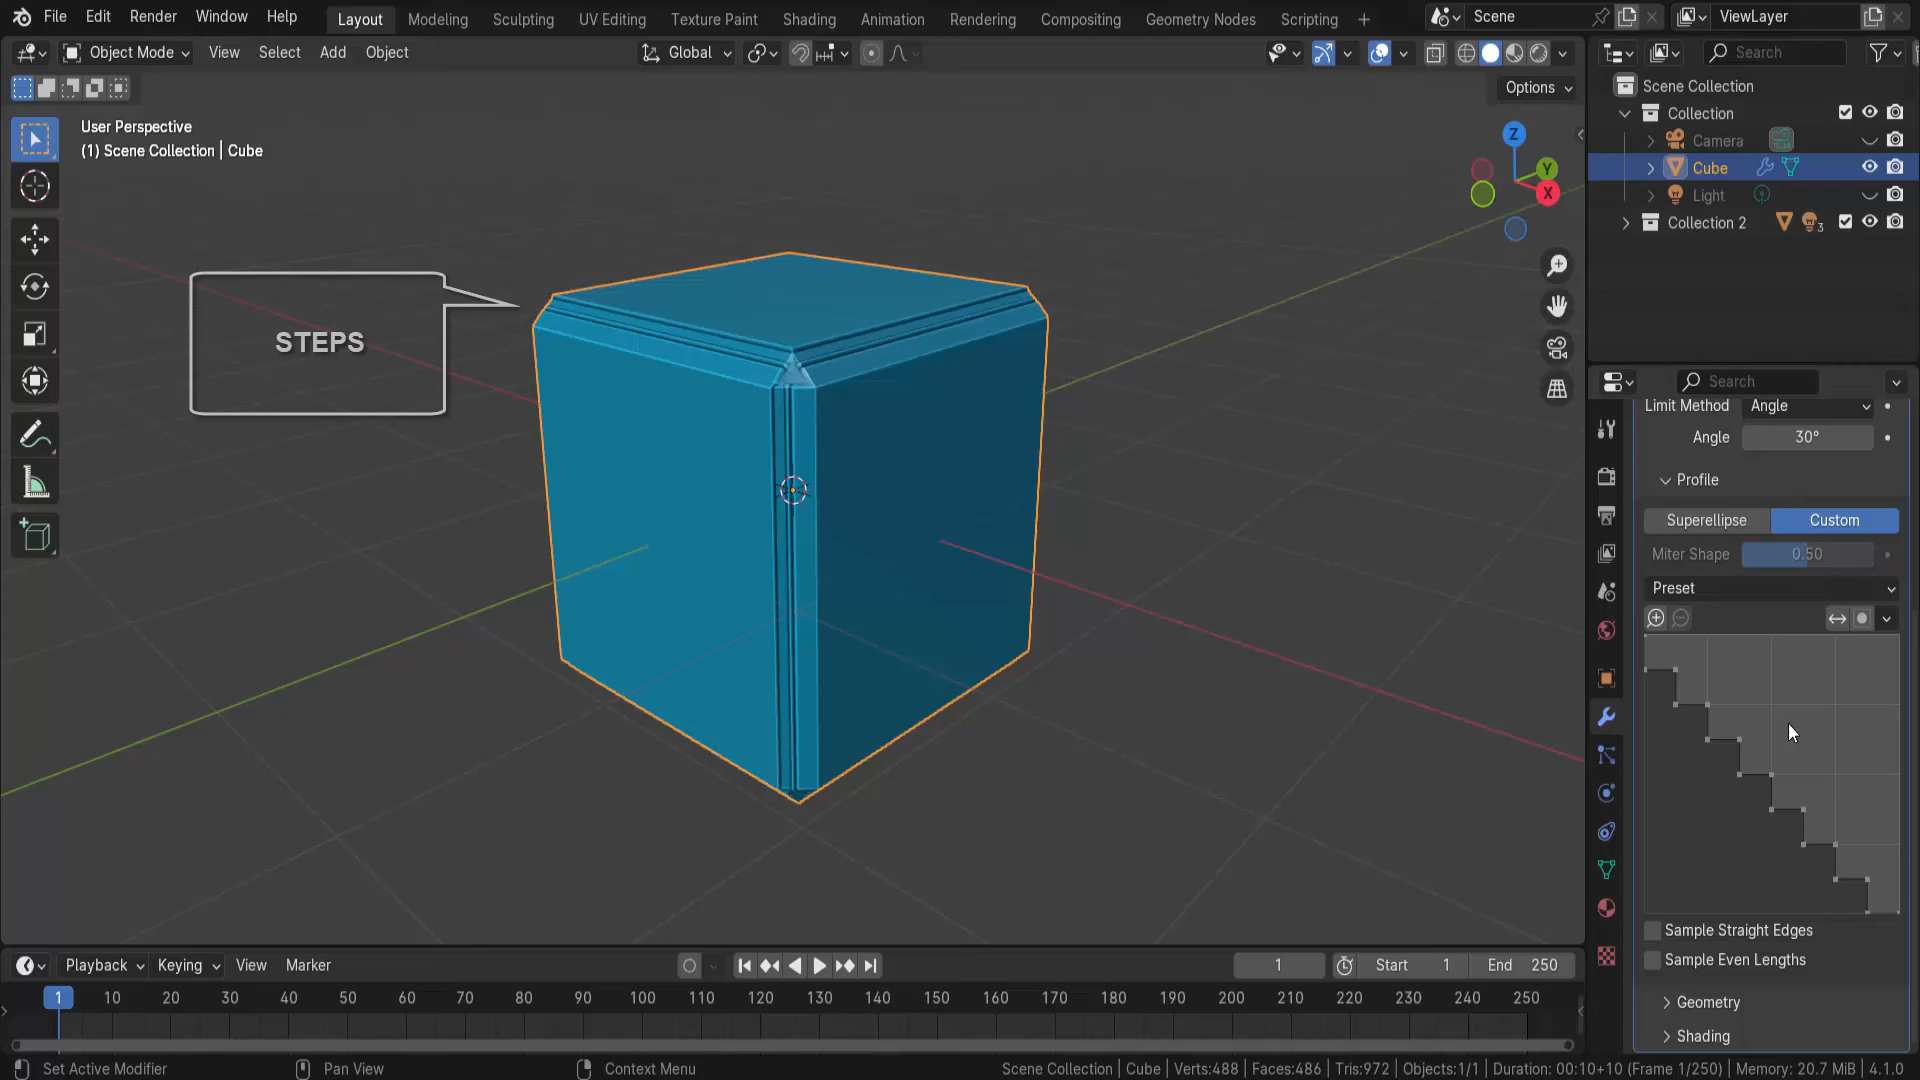 File Edit Render Window Help Layout Modeling Sculpting UV Editing Texture Paint Shading Animation Rendering Compositing Geometry Nodes Scripting + Scene ViewLayer
Object Mode View Select Add Object Global Search
Options
User Perspective
(1) Scene Collection | Cube
Z
Y
X
STEPS
Scene Collection
Collection
Camera
Cube
Light
Collection 2 3
Search
Limit Method Angle
Angle 30°
Profile
Superellipse Custom
Miter Shape 0.50
Preset
Sample Straight Edges
Sample Even Lengths
Geometry
Shading
Playback Keying View Marker 1 Start 1 End 250
1 10 20 30 40 50 60 70 80 90 100 110 120 130 140 150 160 170 180 190 200 210 220 230 240 250
Set Active Modifier Pan View Context Menu Scene Collection | Cube | Verts:488 | Faces:486 | Tris:972 | Objects:1/1 | Duration: 00:10+10 (Frame 1/250) | Memory: 20.7 MiB | 4.1.0